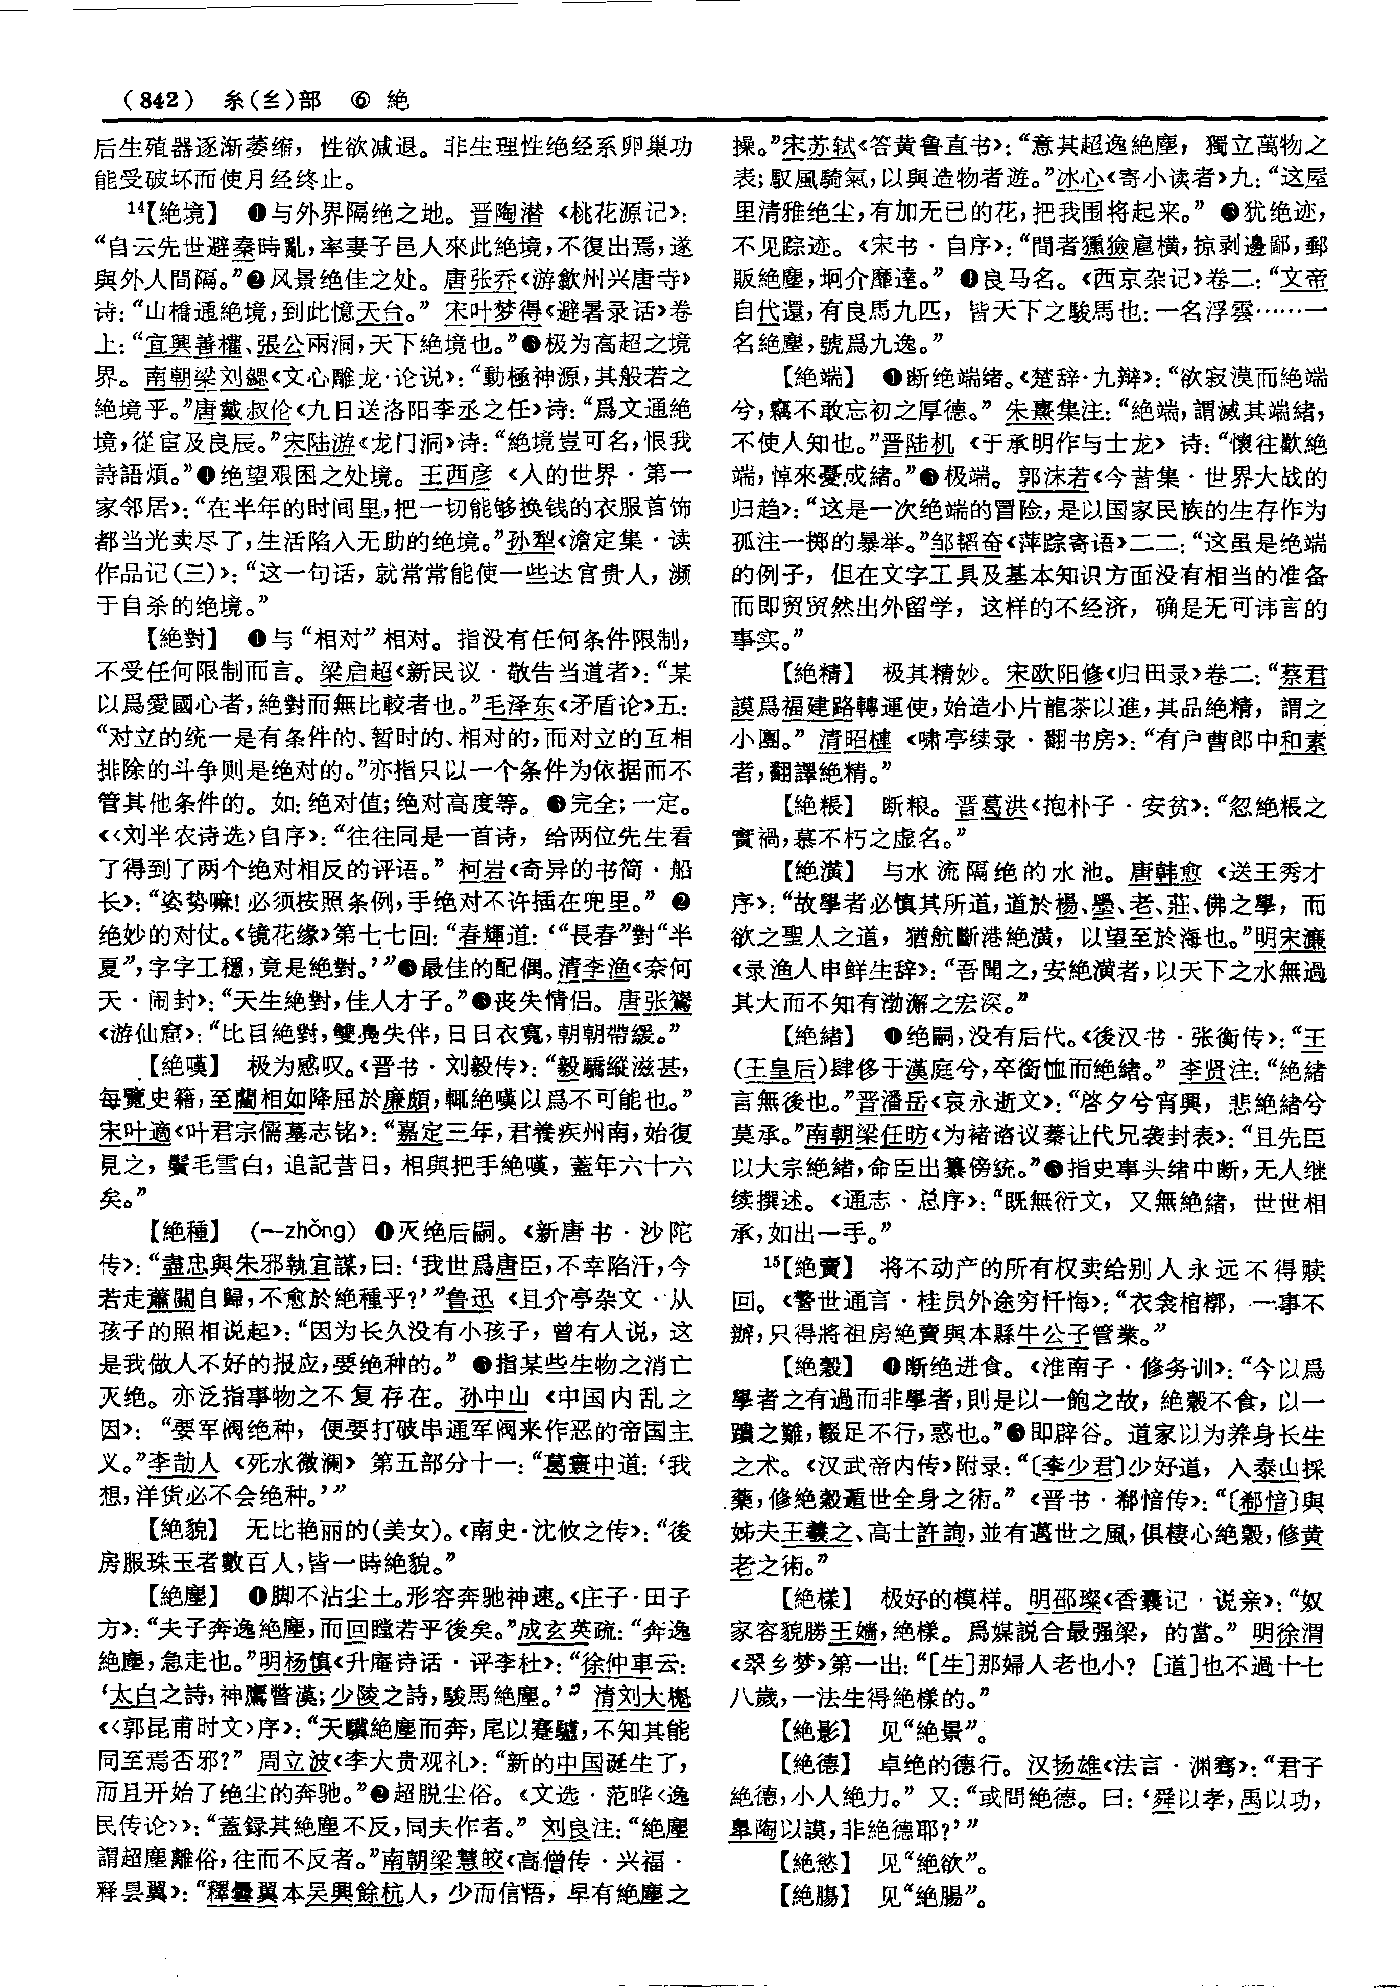 （842） 糸（纟）部 ⑥ 絶
后生殖器逐渐萎缩，性欲减退。非生理性绝经系卵巢功
能受破坏而使月经终止。
14【絶境】 ❶与外界隔绝之地。晋陶潜《桃花源记》：
“自云先世避秦時亂，率妻子邑人來此絶境，不復出焉，遂
與外人間隔。”❷风景绝佳之处。唐张乔《游歙州兴唐寺》
诗：“山橋通絶境，到此憶天台。” 宋叶梦得《避暑录话》卷
上：“宜興善權、張公兩洞，天下絶境也。”❸极为高超之境
界。南朝梁刘勰《文心雕龙·论说》：“動極神源，其般若之
絶境乎。”唐戴叔伦《九日送洛阳李丞之任》诗：“爲文通絶
境，從宦及良辰。”宋陆游《龙门洞》诗：“絶境豈可名，恨我
詩語煩。”❹绝望艰困之处境。王西彦《人的世界·第一
家邻居》：“在半年的时间里，把一切能够换钱的衣服首饰
都当光卖尽了，生活陷入无助的绝境。”孙犁《澹定集·读
作品记（三）》：“这一句话，就常常能使一些达官贵人，濒
于自杀的绝境。”
【絶對】 ❶与“相对”相对。指没有任何条件限制，
不受任何限制而言。梁启超《新民议·敬告当道者》：“某
以爲愛國心者，絶對而無比較者也。”毛泽东《矛盾论》五：
“对立的统一是有条件的、暂时的、相对的，而对立的互相
排除的斗争则是绝对的。”亦指只以一个条件为依据而不
管其他条件的。如：绝对值；绝对高度等。❸完全；一定。
《〈刘半农诗选〉自序》：“往往同是一首诗，给两位先生看
了得到了两个绝对相反的评语。”柯岩《奇异的书简·船
长》：“姿势嘛！必须按照条例，手绝对不许插在兜里。” ❷
绝妙的对仗。《镜花缘》第七七回：“春輝道：‘“長春”對“半
夏”，字字工穩，竟是絶對。’”❸最佳的配偶。清李渔《奈何
天·闹封》：“天生絶對，佳人才子。”❸丧失情侣。唐张鷟
《游仙窟》：“比目絶對，雙鳧失伴，日日衣寬，朝朝帶緩。”
【絶嘆】 极为感叹。《晋书·刘毅传》：“毅驕縱滋甚，
每覽史籍，至藺相如降屈於廉頗，輒絶嘆以爲不可能也。”
宋叶適《叶君宗儒墓志铭》：“嘉定三年，君養疾州南，始復
見之，鬢毛雪白，追記昔日，相與把手絶嘆，蓋年六十六
矣。”
【絶種】 （—zhǒng） ❶灭绝后嗣。《新唐书·沙陀
传》：“盡忠與朱邪執宜謀，曰：‘我世爲唐臣，不幸陷汙，今
若走蕭關自歸，不愈於絶種乎？’”鲁迅《且介亭杂文·从
孩子的照相说起》：“因为长久没有小孩子，曾有人说，这
是我做人不好的报应，要绝种的。” ❸指某些生物之消亡
灭绝。亦泛指事物之不复存在。孙中山《中国内乱之
因》：“要军阀绝种，便要打破串通军阀来作恶的帝国主
义。”李劼人《死水微澜》第五部分十一：“葛寰中道：‘我
想，洋货必不会绝种。’”
【絶貌】 无比艳丽的（美女）。《南史·沈攸之传》：“後
房服珠玉者數百人，皆一時絶貌。”
【絶塵】 ❶脚不沾尘土。形容奔驰神速。《庄子·田子
方》：“夫子奔逸絶塵，而回瞠若乎後矣。”成玄英疏：“奔逸
絶塵，急走也。”明杨慎《升庵诗话·评李杜》：“徐仲車云：
‘太白之詩，神鷹瞥漢；少陵之詩，駿馬絶塵。’” 清刘大櫆
《〈郭昆甫时文〉序》：“天驥絶塵而奔，尾以蹇驢，不知其能
同至焉否邪？” 周立波《李大贵观礼》：“新的中国诞生了，
而且开始了绝尘的奔驰。”❷超脱尘俗。《文选·范晔〈逸
民传论〉》：“蓋録其絶塵不反，同夫作者。” 刘良注：“絶塵
謂超塵離俗，往而不反者。”南朝梁慧皎《高僧传·兴福·
释昙翼》：“釋曇翼本吴興餘杭人，少而信悟，早有絶塵之
操。”宋苏轼《答黄鲁直书》：“意其超逸絶塵，獨立萬物之
表；馭風騎氣，以與造物者遊。”冰心《寄小读者》九：“这屋
里清雅绝尘，有加无已的花，把我围将起来。” ❸犹绝迹，
不见踪迹。《宋书·自序》：“間者獯獫扈横，掠剥邊鄙，郵
販絶塵，坰介靡達。” ❹良马名。《西京杂记》卷二：“文帝
自代還，有良馬九匹，皆天下之駿馬也：一名浮雲……一
名絶塵，號爲九逸。”
【絶端】 ❶断绝端绪。《楚辞·九辩》：“欲寂漠而絶端
兮，竊不敢忘初之厚德。” 朱熹集注：“絶端，謂滅其端緒，
不使人知也。”晋陆机《于承明作与士龙》诗：“懷往歡絶
端，悼來憂成緒。”❸极端。郭沫若《今昔集·世界大战的
归趋》：“这是一次绝端的冒险，是以国家民族的生存作为
孤注一掷的暴举。”邹韬奋《萍踪寄语》二二：“这虽是绝端
的例子，但在文字工具及基本知识方面没有相当的准备
而即贸贸然出外留学，这样的不经济，确是无可讳言的
事实。”
【絶精】 极其精妙。宋欧阳修《归田录》卷二：“蔡君
謨爲福建路轉運使，始造小片龍茶以進，其品絶精，謂之
小團。” 清昭槤《啸亭续录·翻书房》：“有户曹郎中和素
者，翻譯絶精。”
【絶粻】 断粮。晋葛洪《抱朴子·安贫》：“忽絶粻之
實禍，慕不朽之虚名。”
【絶潢】 与水流隔绝的水池。唐韩愈《送王秀才
序》：“故學者必慎其所道，道於楊、墨、老、莊、佛之學，而
欲之聖人之道，猶航斷港絶潢，以望至於海也。”明宋濂
《录渔人申鲜生辞》：“吾聞之，安絶潢者，以天下之水無過
其大而不知有渤澥之宏深。”
【絶緒】 ❶绝嗣，没有后代。《後汉书·张衡传》：“王
（王皇后）肆侈于漢庭兮，卒銜恤而絶緒。” 李贤注：“絶緒
言無後也。”晋潘岳《哀永逝文》：“啓夕兮宵興，悲絶緒兮
莫承。”南朝梁任昉《为褚谘议蓁让代兄袭封表》：“且先臣
以大宗絶緒，命臣出纂傍統。”❸指史事头绪中断，无人继
续撰述。《通志·总序》：“既無衍文，又無絶緒，世世相
承，如出一手。”
15【絶賣】 将不动产的所有权卖给别人永远不得赎
回。《警世通言·桂员外途穷忏悔》：“衣衾棺槨，一事不
辦，只得將祖房絶賣與本縣牛公子管業。”
【絶穀】 ❶断绝进食。《淮南子·修务训》：“今以爲
學者之有過而非學者，則是以一飽之故，絶穀不食，以一
蹪之難，輟足不行，惑也。”❸即辟谷。道家以为养身长生
之术。《汉武帝内传》附录：“〔李少君〕少好道，入泰山採
藥，修絶穀遁世全身之術。” 《晋书·郗愔传》：“〔郗愔〕與
姊夫王羲之、高士許詢，並有邁世之風，俱棲心絶穀，修黄
老之術。”
【絶樣】 极好的模样。明邵璨《香囊记·说亲》：“奴
家容貌勝王嬙，絶樣。爲媒説合最强梁，的當。” 明徐渭
《翠乡梦》第一出：“［生］那婦人老也小？［道］也不過十七
八歲，一法生得絶樣的。”
【絶影】 见“絶景”。
【絶德】 卓绝的德行。汉扬雄《法言·渊骞》：“君子
絶德，小人絶力。” 又：“或問絶德。曰：‘舜以孝，禹以功，
皋陶以謨，非絶德耶？’”
【絶慾】 见“絶欲”。
【絶膓】 见“絶腸”。